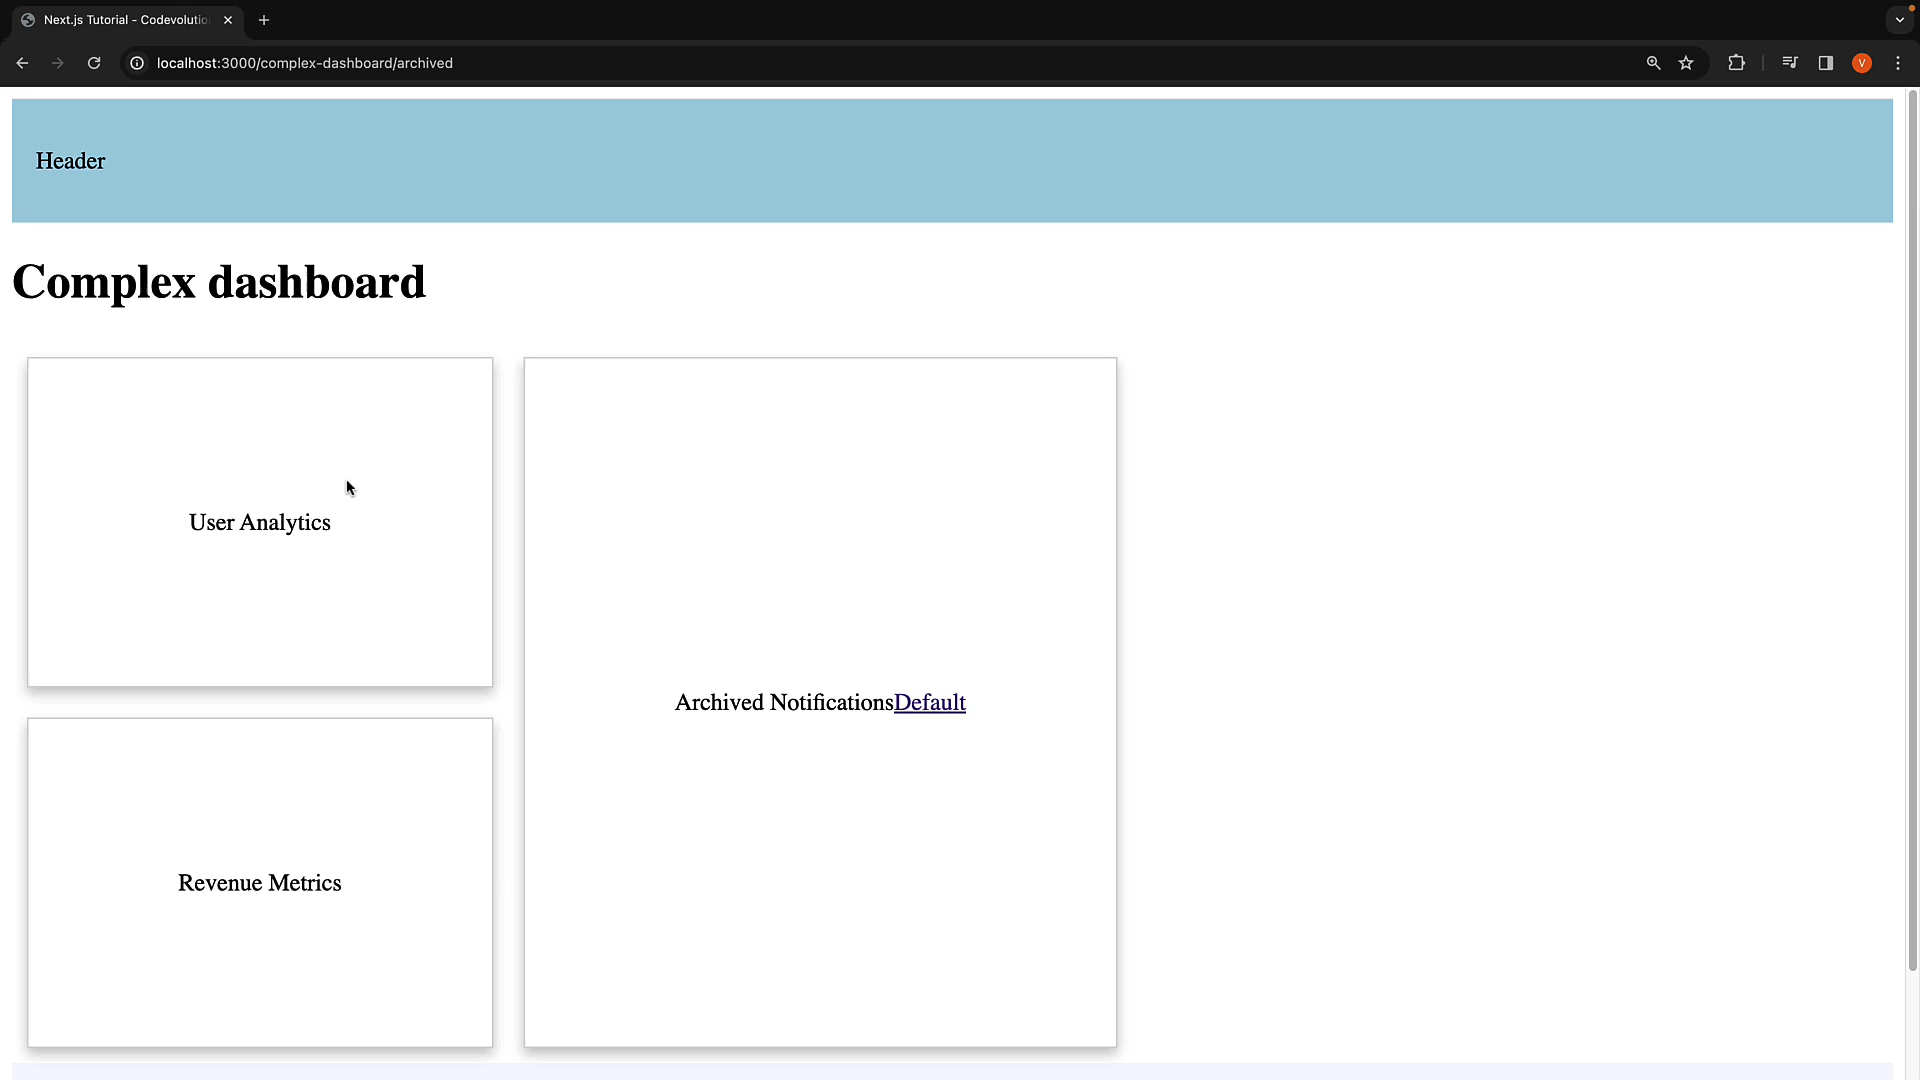 Next.js Tutorial - Codevolutio
localhost:3000/complex-dashboard/archived
V
Header
Complex dashboard
User Analytics
Archived NotificationsDefault
Revenue Metrics